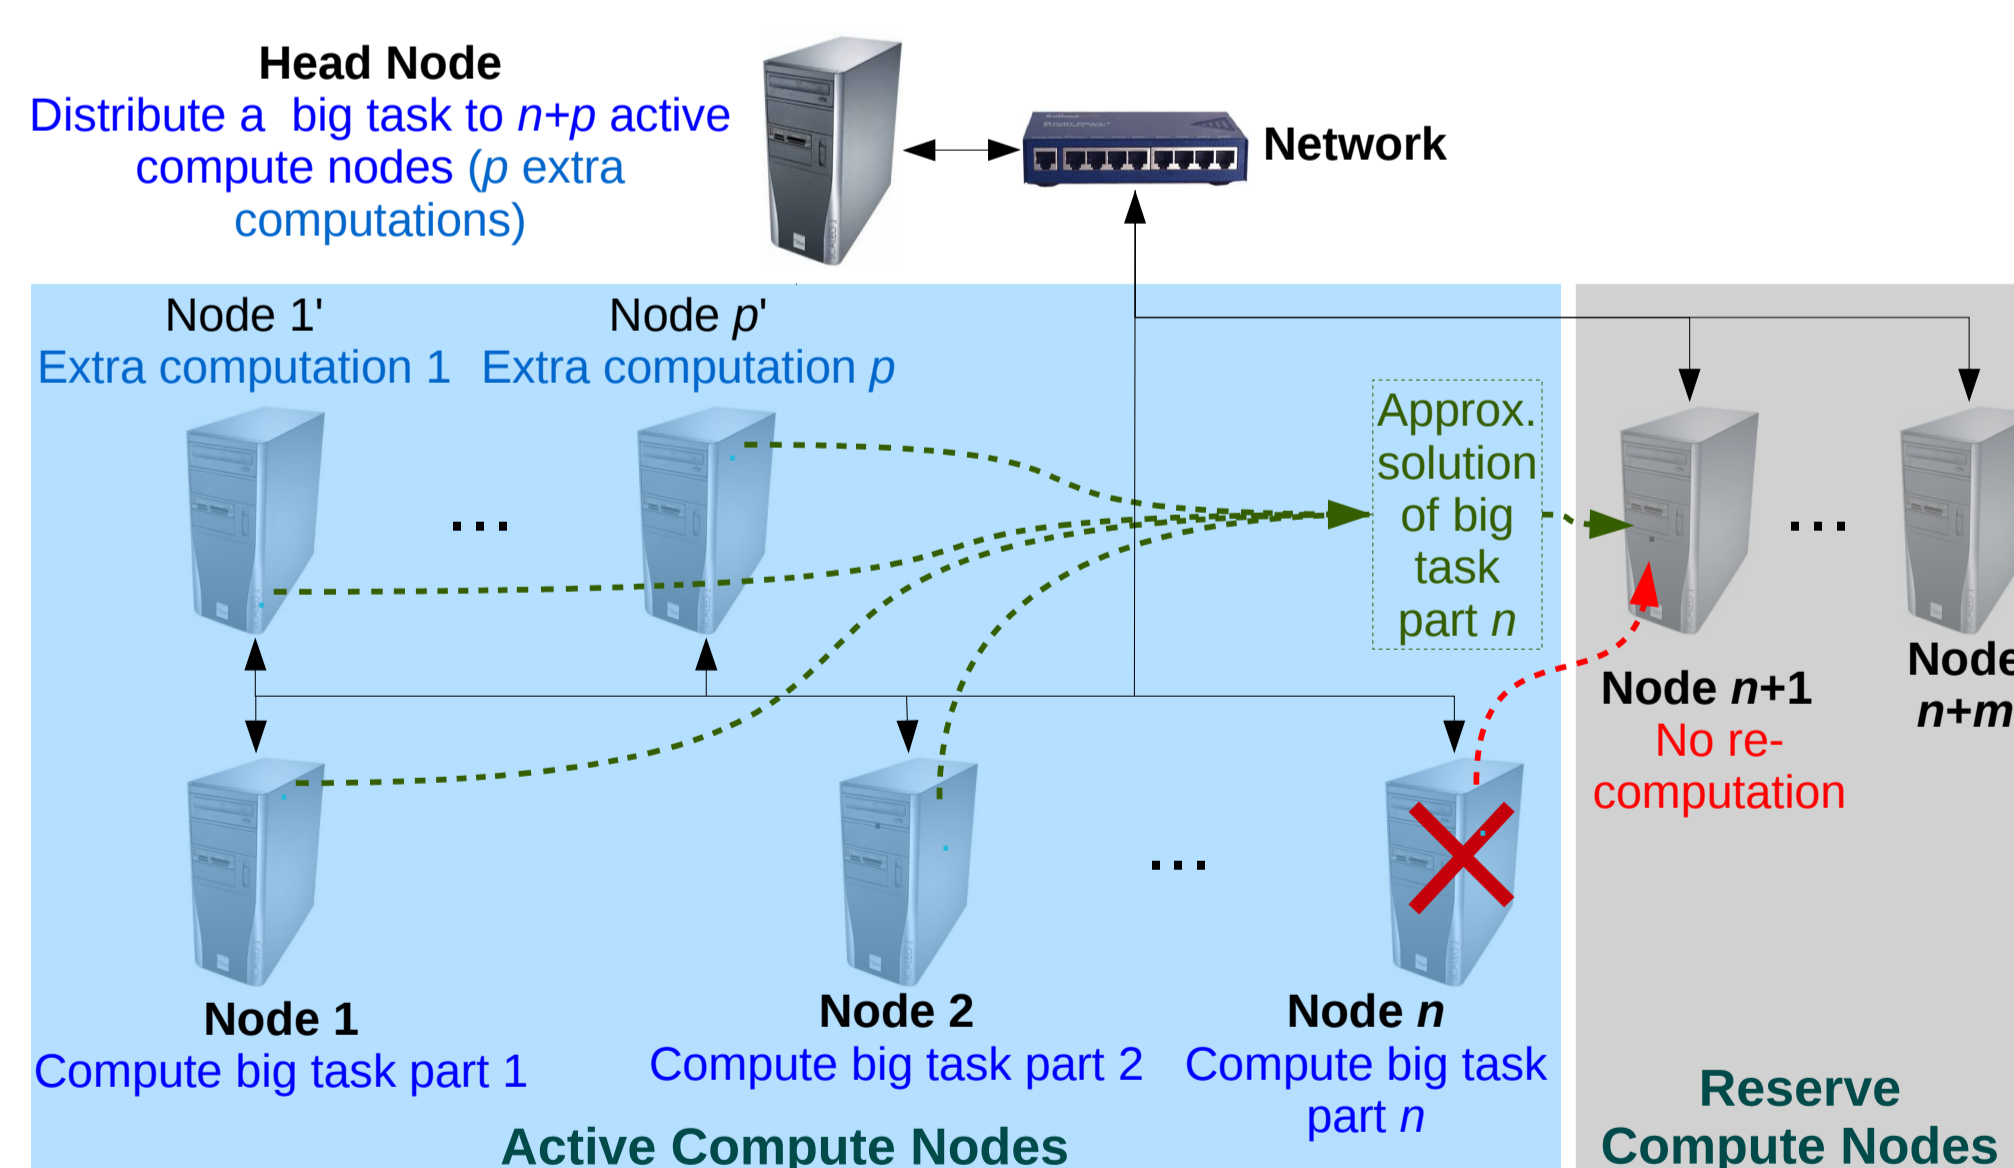 Head Node
Distribute a big task to n+p active
compute nodes (p extra
computations)
Network
Node 1'
Extra computation 1
Node p'
Extra computation p
Approx.
solution
of big
task
part n
...
...
Node n+1
No re-
computation
Node
n+m
...
Node 1
Compute big task part 1
Node 2
Compute big task part 2
Node n
Compute big task
part n
Active Compute Nodes
Reserve
Compute Nodes